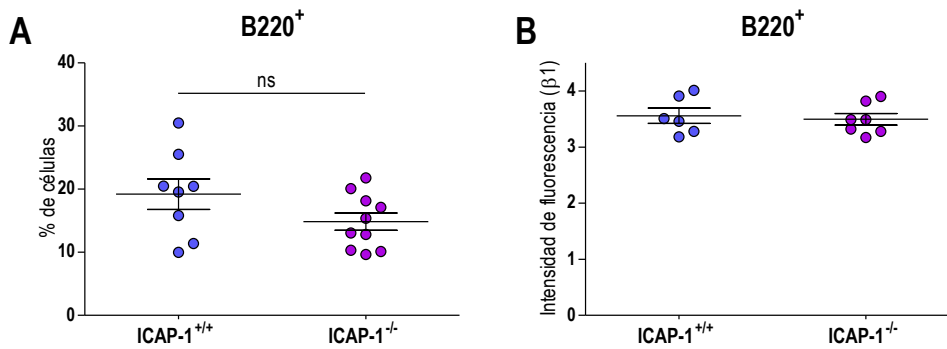 A
B220⁺
% de células
40
30
20
10
0
ns
ICAP-1⁺/⁺
ICAP-1⁻/⁻
B
B220⁺
Intensidad de fluorescencia (β1)
4
3
2
1
0
ICAP-1⁺/⁺
ICAP-1⁻/⁻